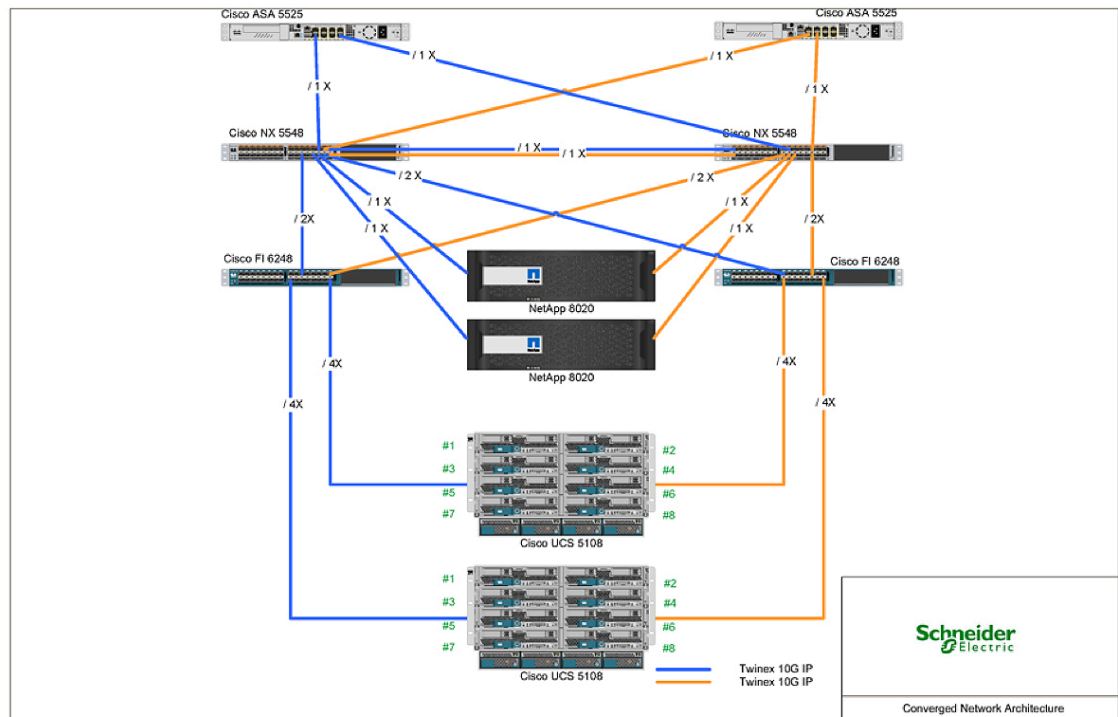 Cisco ASA 5525
Cisco ASA 5525
/ 1 X
/ 1 X
/ 1 X
/ 1 X
Cisco NX 5548
Cisco NX 5548
/ 1 X
/ 1 X
/ 2 X
/ 2 X
/ 1 X
/ 1 X
/ 2X
/ 2X
/ 1 X
/ 1 X
Cisco FI 6248
Cisco FI 6248
NetApp 8020
/ 4X
/ 4X
NetApp 8020
/ 4X
/ 4X
#1
#2
#3
#4
#5
#6
#7
#8
Cisco UCS 5108
#1
#2
#3
#4
#5
#6
#7
#8
Cisco UCS 5108
Twinex 10G IP
Twinex 10G IP
Schneider
Electric
Converged Network Architecture